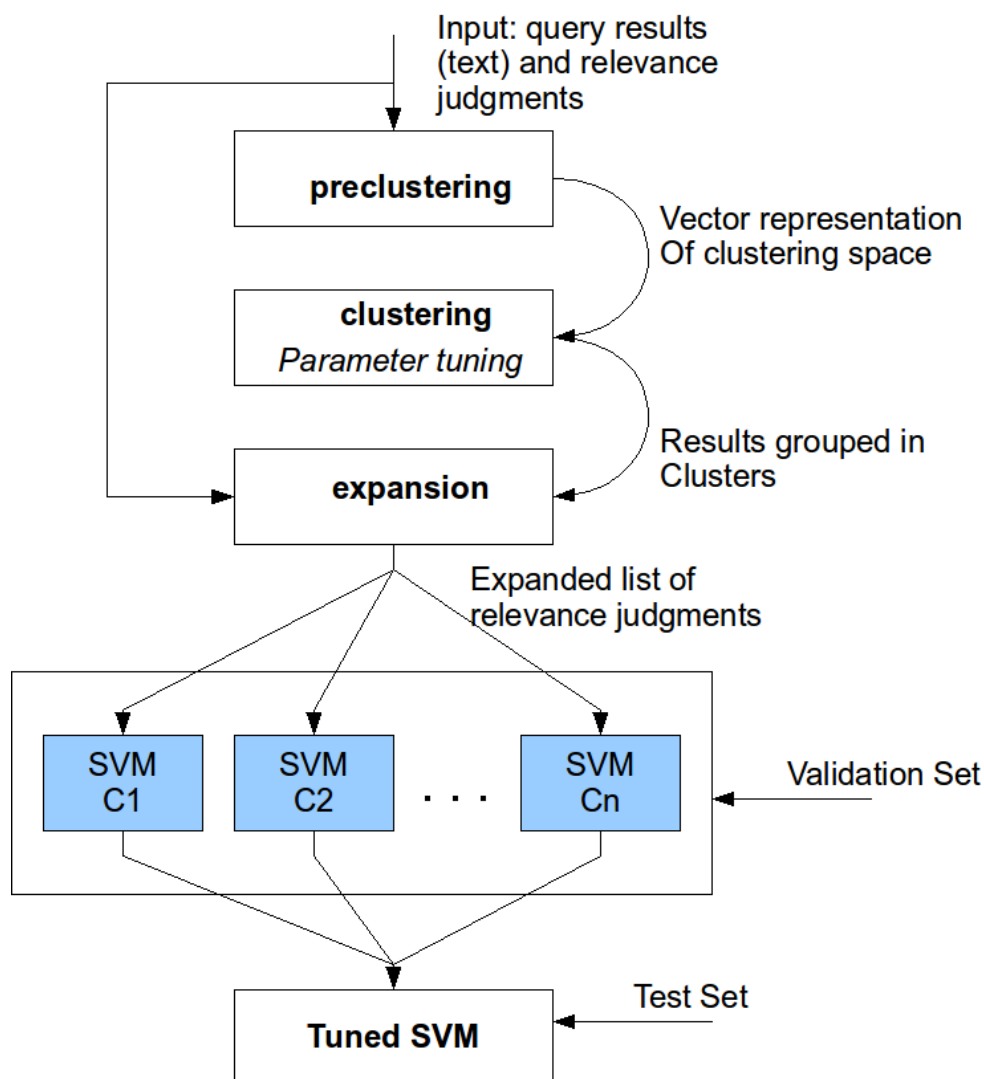 Input: query results
(text) and relevance
judgments
preclustering
Vector representation
Of clustering space
clustering
Parameter tuning
Results grouped in
Clusters
expansion
Expanded list of
relevance judgments
SVM
C1
SVM
C2
. . .
SVM
Cn
Validation Set
Test Set
Tuned SVM